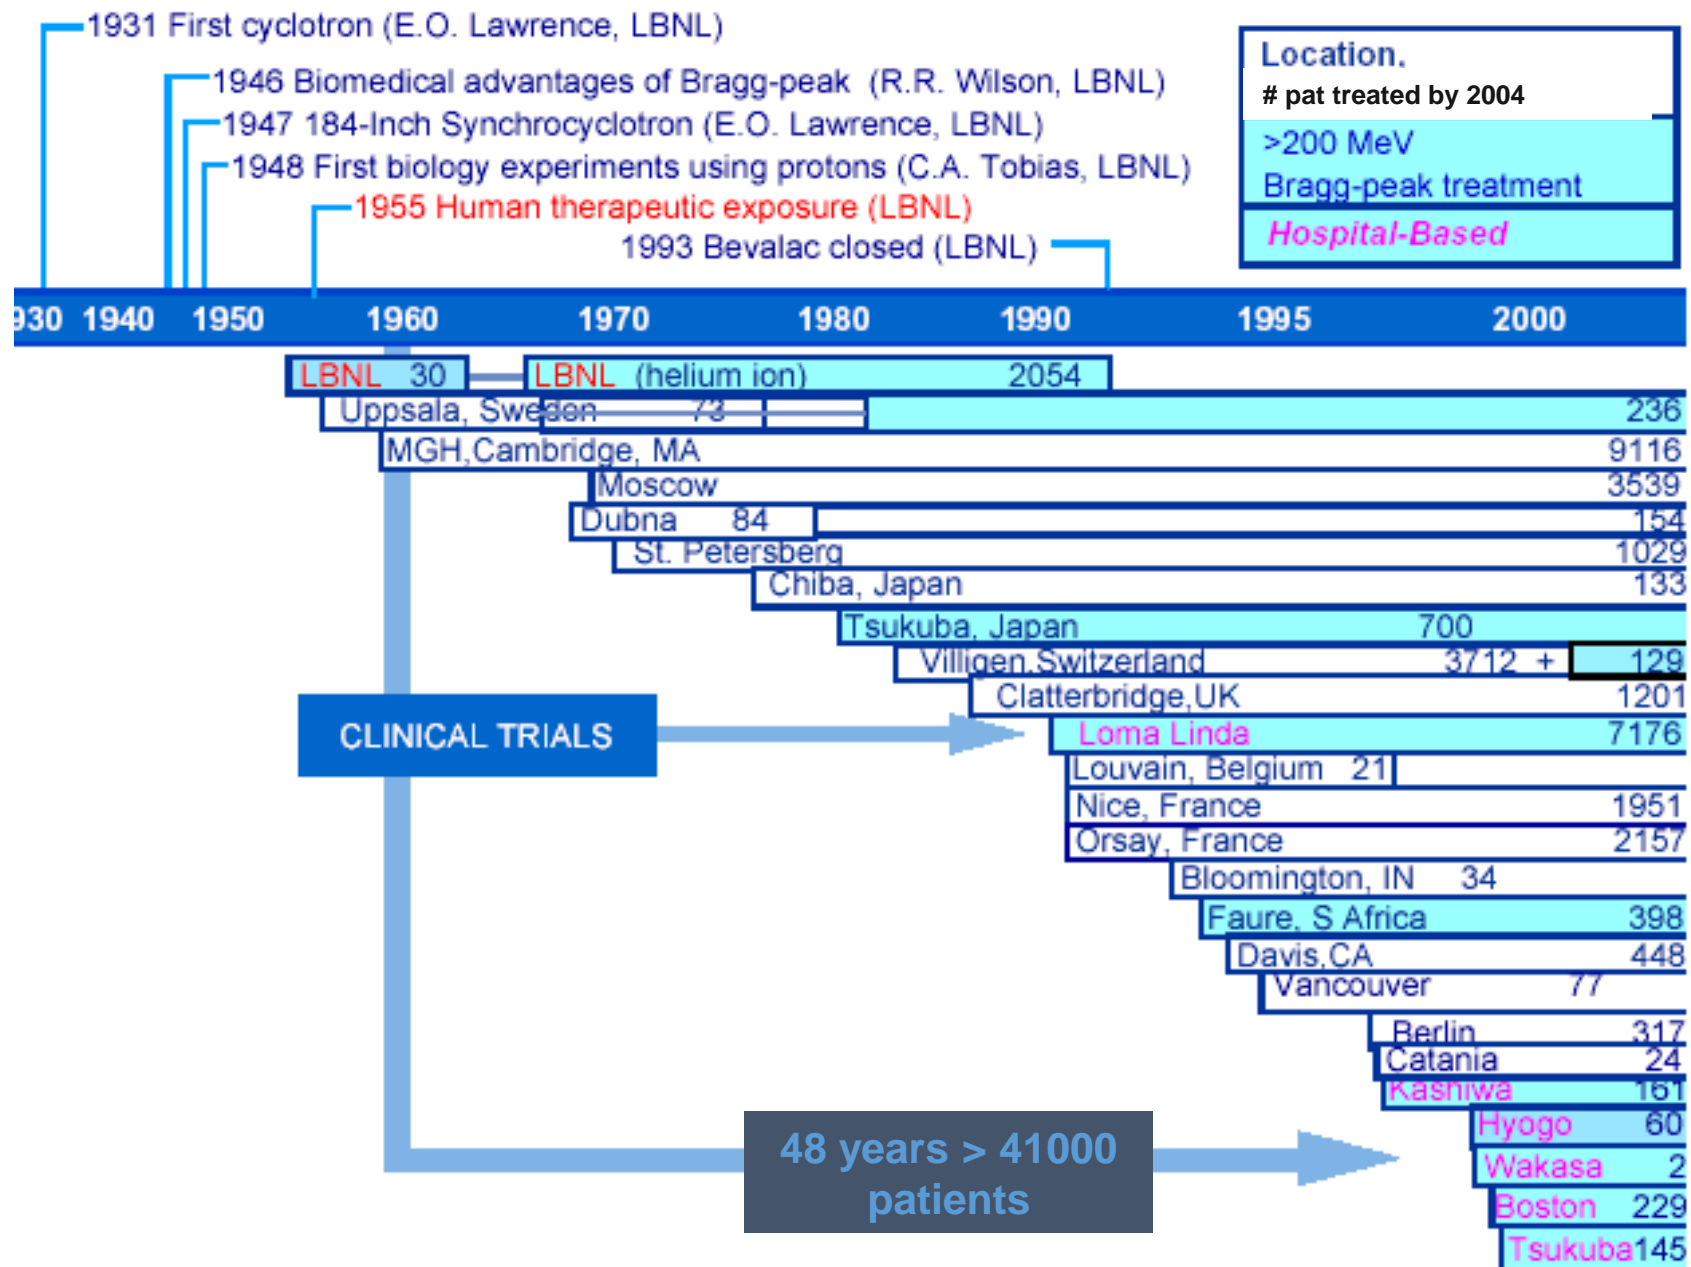 1931 First cyclotron (E.O. Lawrence, LBNL)
1946 Biomedical advantages of Bragg-peak (R.R. Wilson, LBNL)
1947 184-Inch Synchrocyclotron (E.O. Lawrence, LBNL)
1948 First biology experiments using protons (C.A. Tobias, LBNL)
1955 Human therapeutic exposure (LBNL)
1993 Bevalac closed (LBNL)
Location.
# pat treated by 2004
>200 MeV
Bragg-peak treatment
Hospital-Based
930 1940 1950 1960 1970 1980 1990 1995 2000
LBNL 30 LBNL (helium ion) 2054
Uppsala, Sweden 73 236
MGH,Cambridge, MA 9116
Moscow 3539
Dubna 84 154
St. Petersberg 1029
Chiba, Japan 133
Tsukuba, Japan 700
Villigen,Switzerland 3712 + 129
Clatterbridge,UK 1201
CLINICAL TRIALS
Loma Linda 7176
Louvain, Belgium 21
Nice, France 1951
Orsay, France 2157
Bloomington, IN 34
Faure, S Africa 398
Davis,CA 448
Vancouver 77
Berlin 317
Catania 24
Kashiwa 161
Hyogo 60
Wakasa 2
Boston 229
Tsukuba 145
48 years > 41000
patients